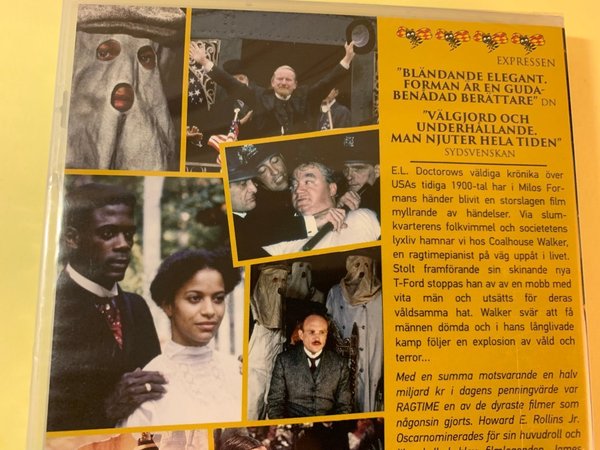 EXPRESSEN
"BLÄNDANDE ELEGANT.
FORMAN ÄR EN GUDA-
BENÅDAD BERÄTTARE" DN
"VÄLGJORD OCH
UNDERHÅLLANDE.
MAN NJUTER HELA TIDEN"
SYDSVENSKAN
E.L. Doctorows väldiga krönika över
USAs tidiga 1900-tal har i Milos For-
mans händer blivit en storslagen film
myllrande av händelser. Via slum-
kvarterens folkvimmel och societetens
lyxliv hamnar vi hos Coalhouse Walker,
en ragtimepianist på väg uppåt i livet.
Stolt framförande sin skinande nya
T-Ford stoppas han av av en mobb med
vita män och utsätts för deras
våldsamma hat. Walker svär att få
männen dömda och i hans långlivade
kamp följer en explosion av våld och
terror...
Med en summa motsvarande en halv
miljard kr i dagens penningvärde var
RAGTIME en av de dyraste filmer som
någonsin gjorts. Howard E. Rollins Jr.
Oscarnominerades för sin huvudroll och